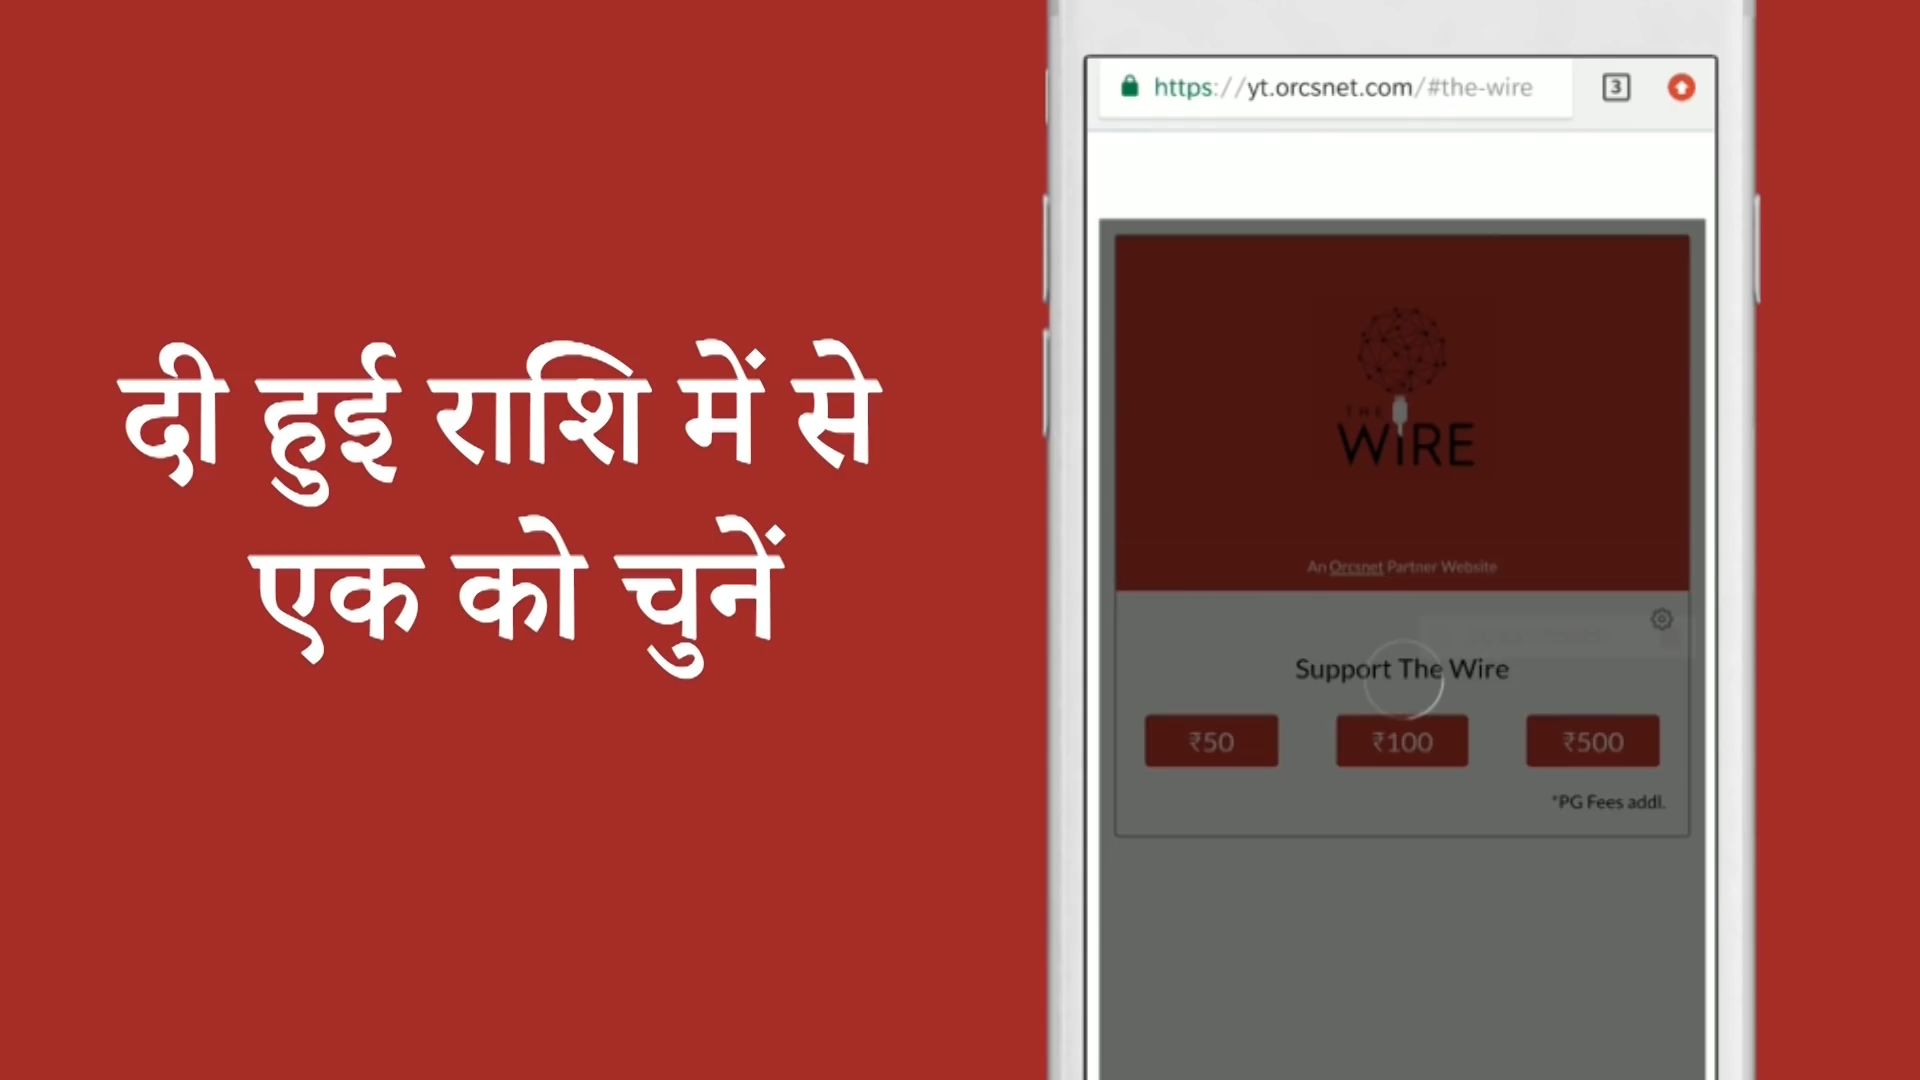 दी हुई राशि में से
एक को चुनें
https://yt.orcsnet.com/#the-wire
3
THE
WIRE
An Orcsnet Partner Website
Support The Wire
₹50 ₹100 ₹500
*PG Fees addl.